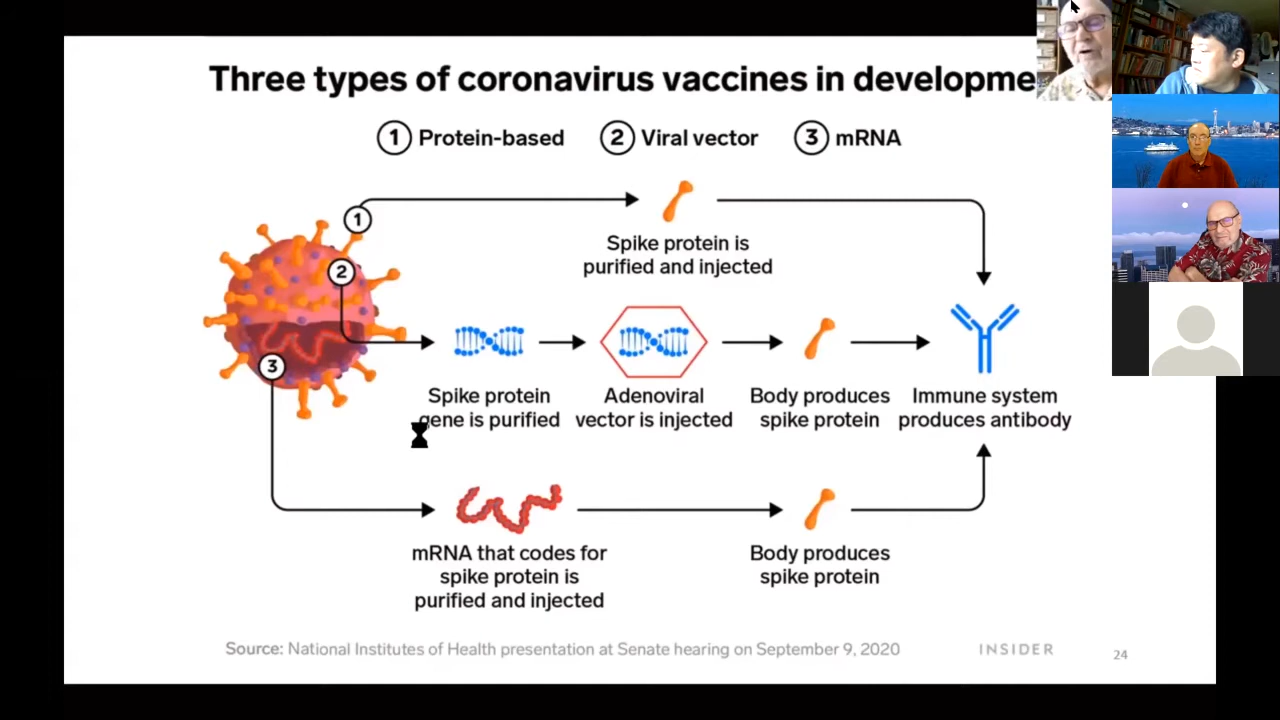 Three types of coronavirus vaccines in developme
1 Protein-based 2 Viral vector 3 mRNA
1
Spike protein is
purified and injected
2
Spike protein
gene is purified
Adenoviral
vector is injected
Body produces
spike protein
Immune system
produces antibody
3
mRNA that codes for
spike protein is
purified and injected
Body produces
spike protein
Source: National Institutes of Health presentation at Senate hearing on September 9, 2020
INSIDER
24